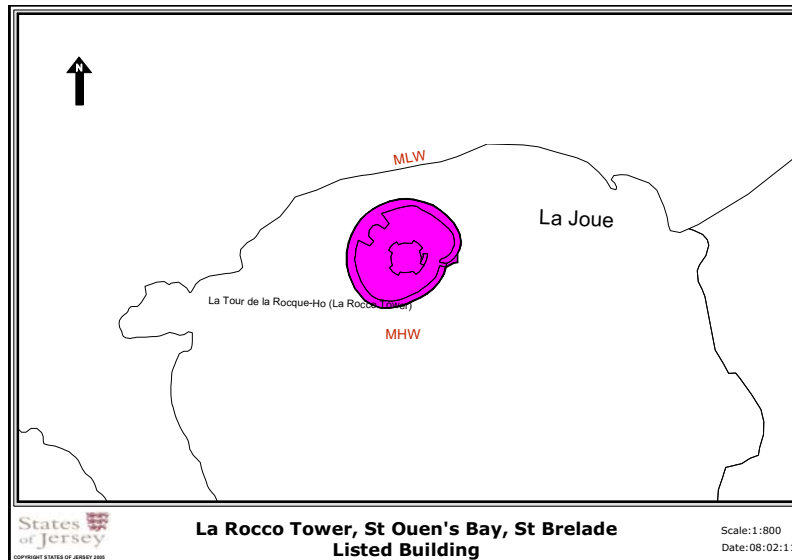 N
MLW
La Joue
La Tour de la Rocque-Ho (La Rocco Tower)
MHW
States
of Jersey
COPYRIGHT STATES OF JERSEY 2005
La Rocco Tower, St Ouen's Bay, St Brelade
Listed Building
Scale:1:800
Date:08:02:11